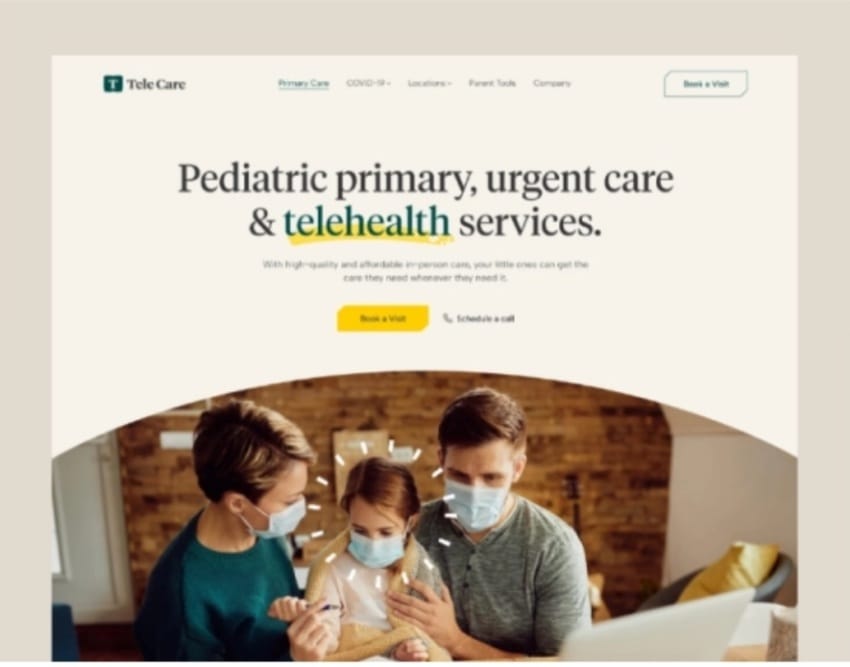 T Tele Care
Primary Care COVID-19 Locations Parent Tools Company
Book a Visit
Pediatric primary, urgent care
& telehealth services.
With high-quality and affordable in-person care, your little ones can get the
care they need whenever they need it.
Book a Visit Schedule a call